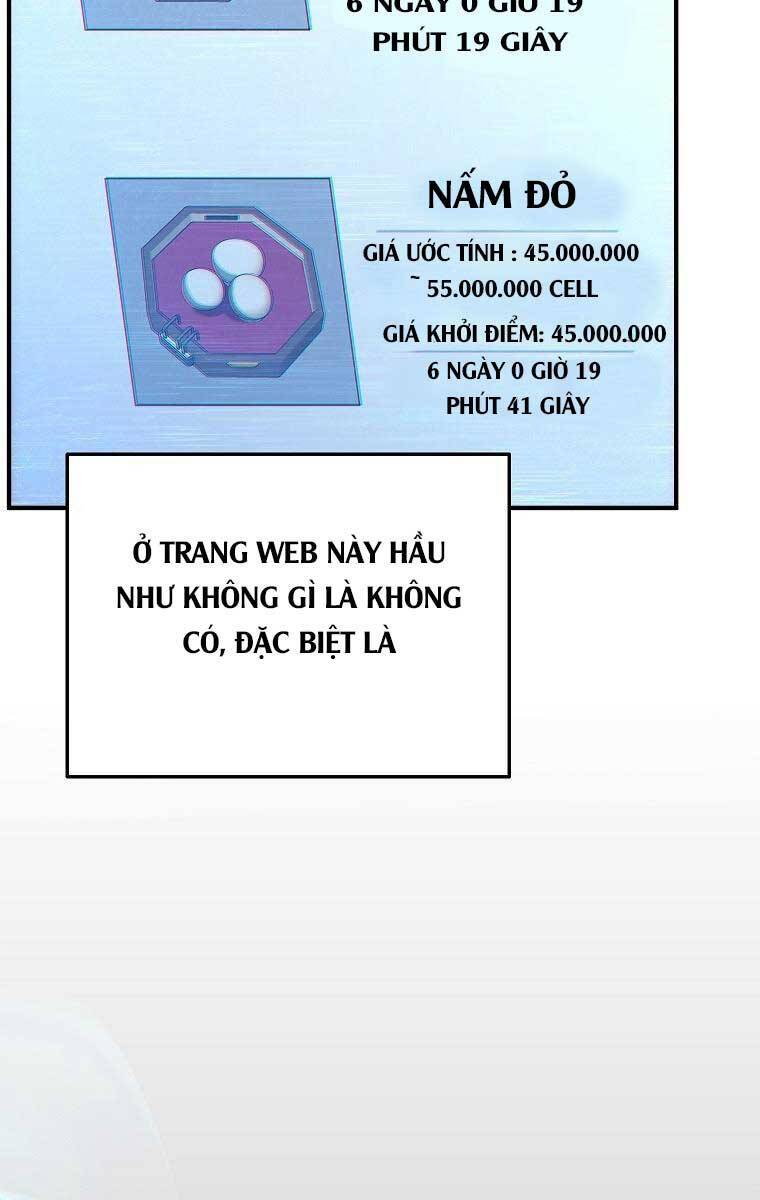 6 NGÀY 0 GIỜ 19
PHÚT 19 GIÂY
NẤM ĐỎ
GIÁ ƯỚC TÍNH : 45.000.000
~ 55.000.000 CELL
GIÁ KHỞI ĐIỂM: 45.000.000
6 NGÀY 0 GIỜ 19
PHÚT 41 GIÂY
Ở TRANG WEB NÀY HẦU
NHƯ KHÔNG GÌ LÀ KHÔNG
CÓ, ĐẶC BIỆT LÀ